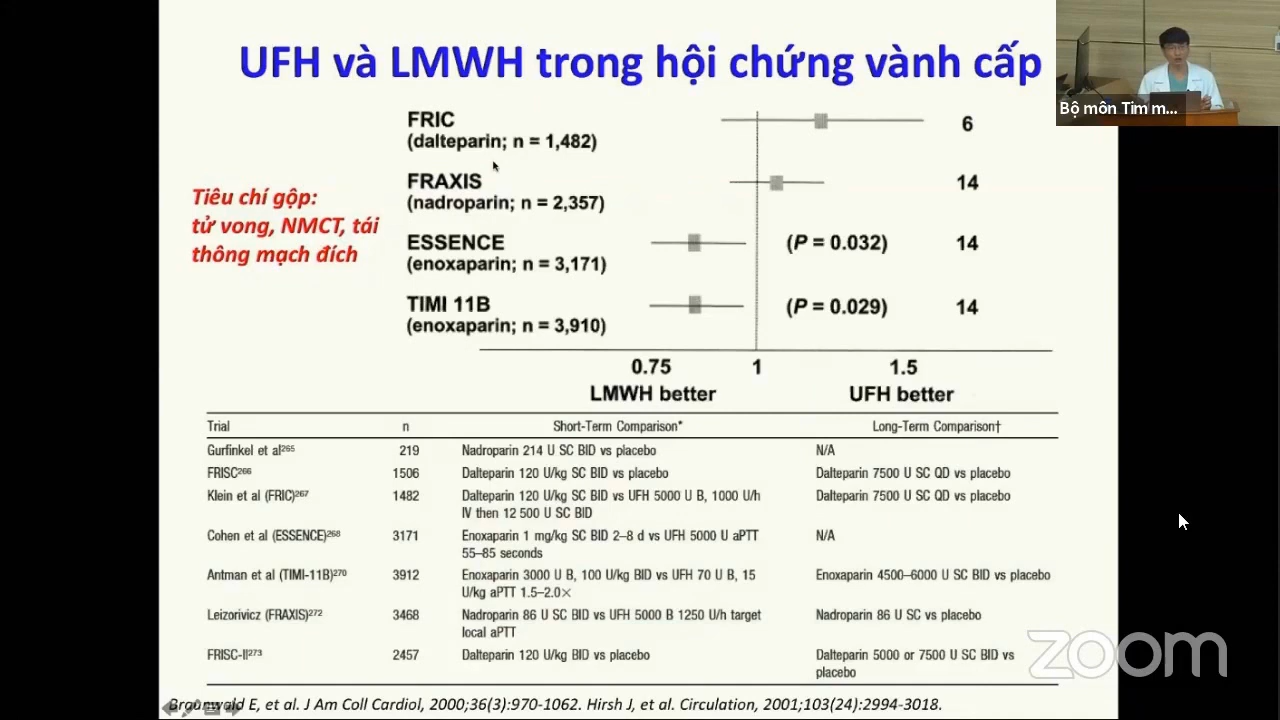 UFH và LMWH trong hội chứng vành cấp
Bộ môn Tim m...
Tiêu chí gộp:
tử vong, NMCT, tái
thông mạch đích
FRIC 6
(dalteparin; n = 1,482)
FRAXIS 14
(nadroparin; n = 2,357)
ESSENCE (P = 0.032) 14
(enoxaparin; n = 3,171)
TIMI 11B (P = 0.029) 14
(enoxaparin; n = 3,910)
0.75 1 1.5
LMWH better UFH better
Trial n Short-Term Comparison* Long-Term Comparison†
Gurfinkel et al265 219 Nadroparin 214 U SC BID vs placebo N/A
FRISC266 1506 Dalteparin 120 U/kg SC BID vs placebo Dalteparin 7500 U SC QD vs placebo
Klein et al (FRIC)267 1482 Dalteparin 120 U/kg SC BID vs UFH 5000 U B, 1000 U/h Dalteparin 7500 U SC QD vs placebo
IV then 12 500 U SC BID
Cohen et al (ESSENCE)268 3171 Enoxaparin 1 mg/kg SC BID 2–8 d vs UFH 5000 U aPTT N/A
55–85 seconds
Antman et al (TIMI-11B)270 3912 Enoxaparin 3000 U B, 100 U/kg BID vs UFH 70 U B, 15 Enoxaparin 4500–6000 U SC BID vs placebo
U/kg aPTT 1.5–2.0×
Leizorivicz (FRAXIS)272 3468 Nadroparin 86 U SC BID vs UFH 5000 B 1250 U/h target Nadroparin 86 U SC vs placebo
local aPTT
FRISC-II273 2457 Dalteparin 120 U/kg BID vs placebo Dalteparin 5000 or 7500 U SC BID vs
placebo
zoom
Braunwald E, et al. J Am Coll Cardiol, 2000;36(3):970-1062. Hirsh J, et al. Circulation, 2001;103(24):2994-3018.